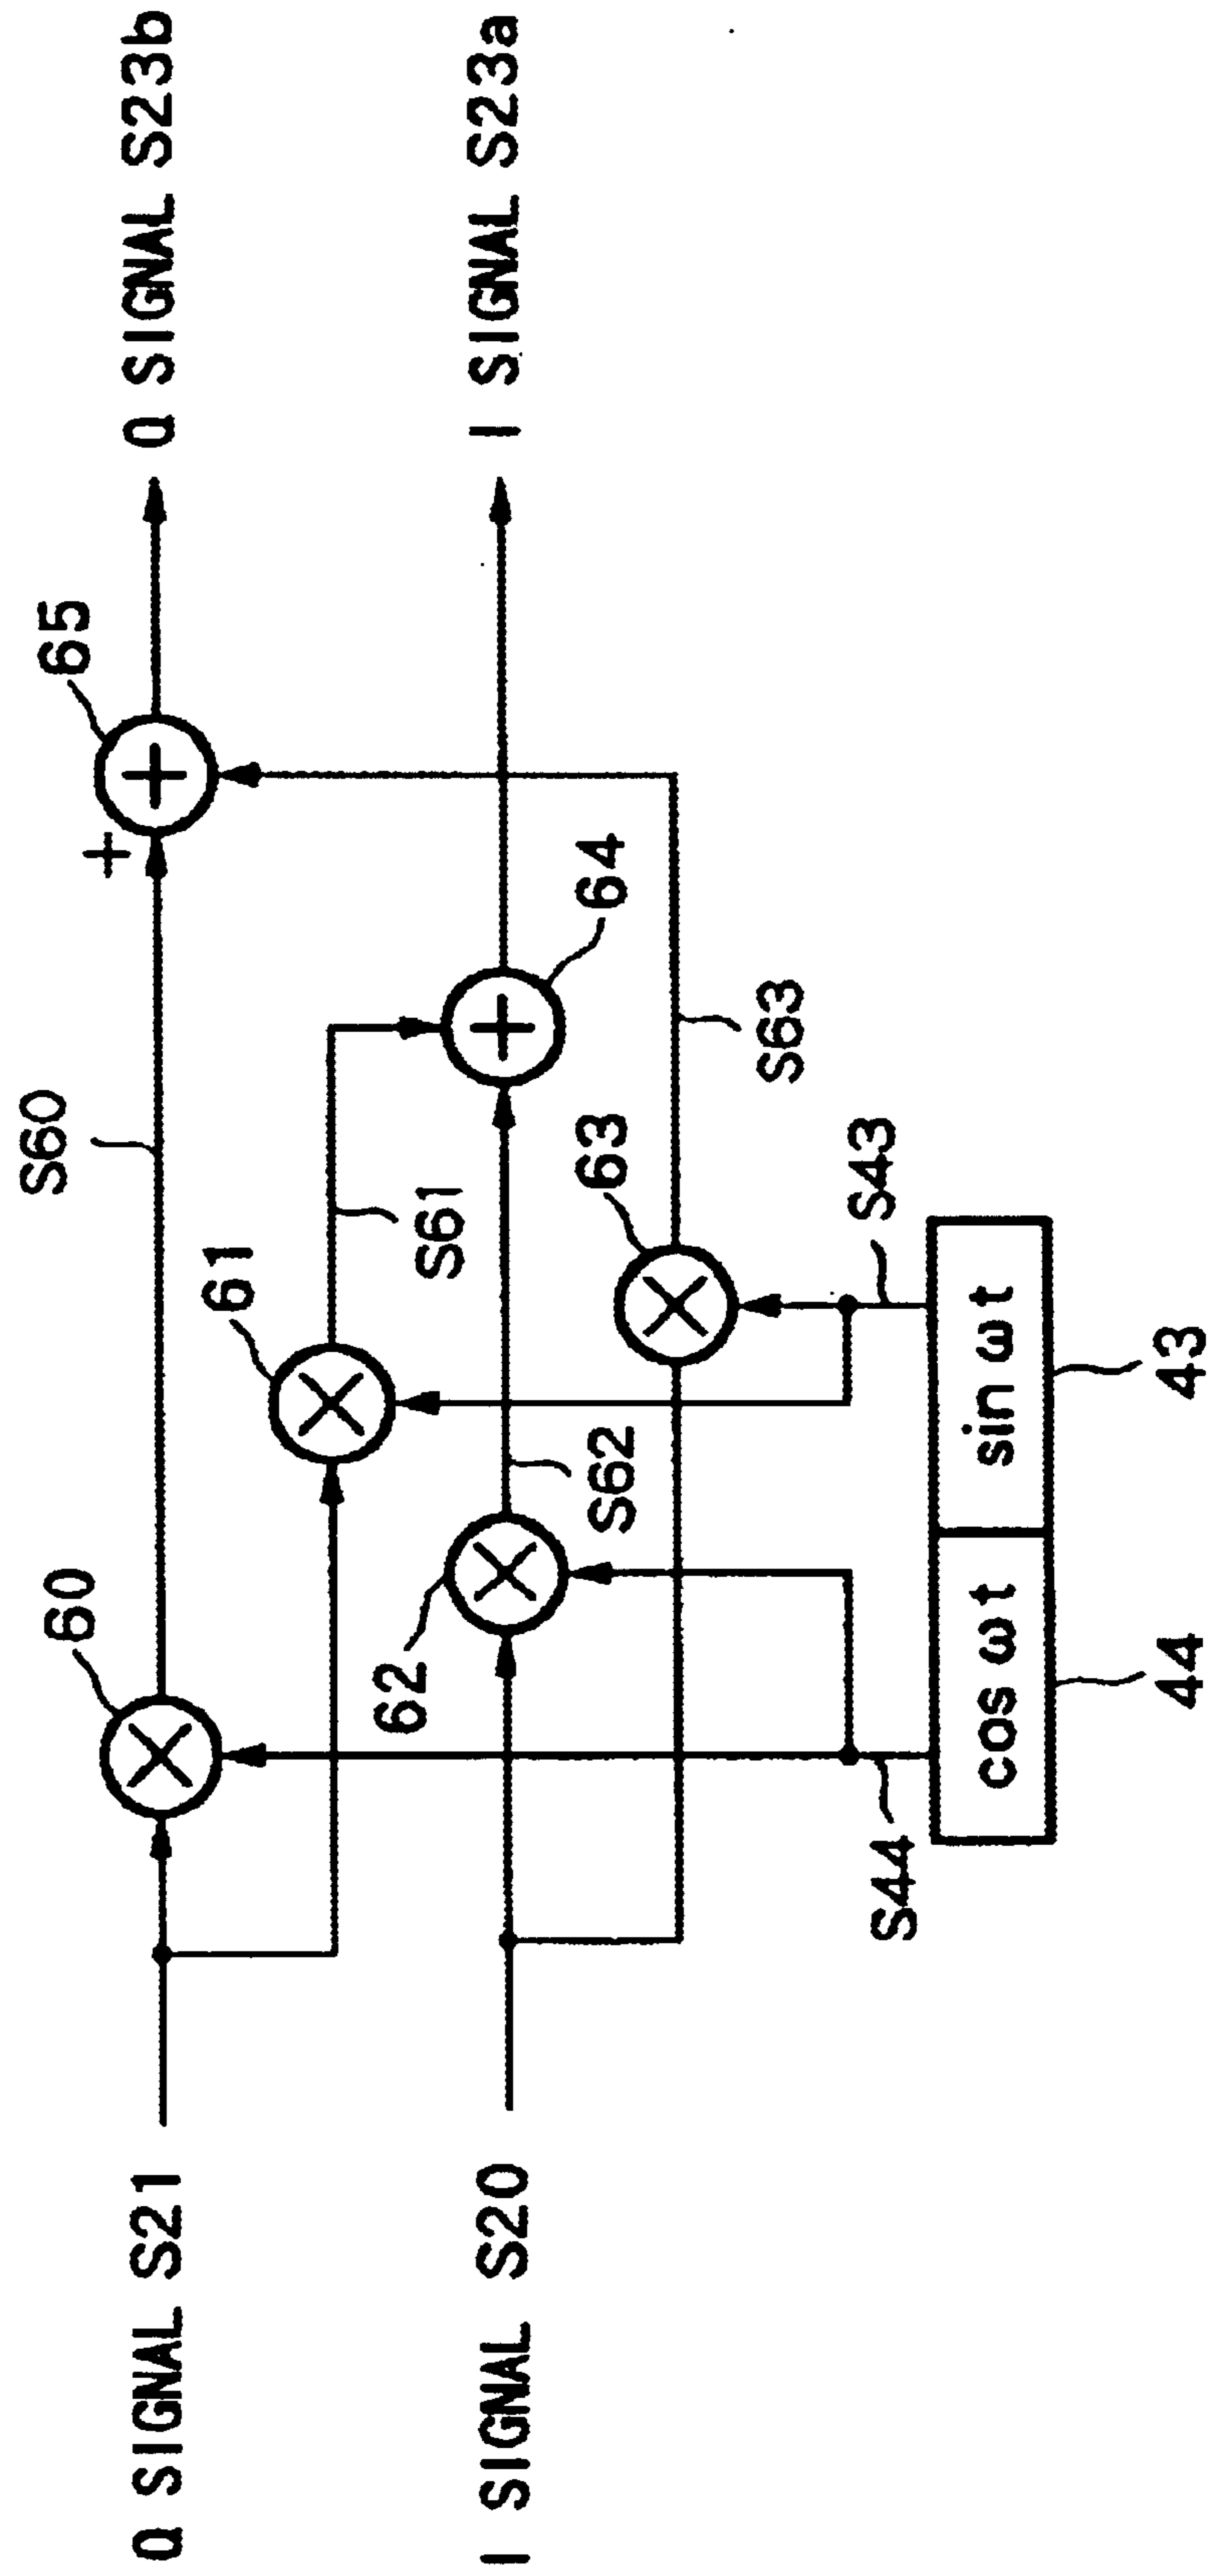 Q SIGNAL S21
I SIGNAL S20
60
S60
65
+
Q SIGNAL S23b
61
S61
62
S62
64
I SIGNAL S23a
63
S63
S44
S43
cos ωt
sin ωt
44
43